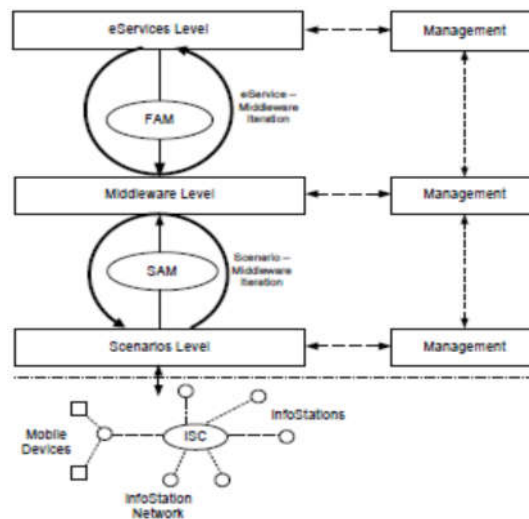 eServices Level
Management
eService –
Middleware
Iteration
FAM
Middleware Level
Management
Scenario –
Middleware
Iteration
SAM
Scenarios Level
Management
InfoStations
Mobile
Devices
ISC
InfoStation
Network